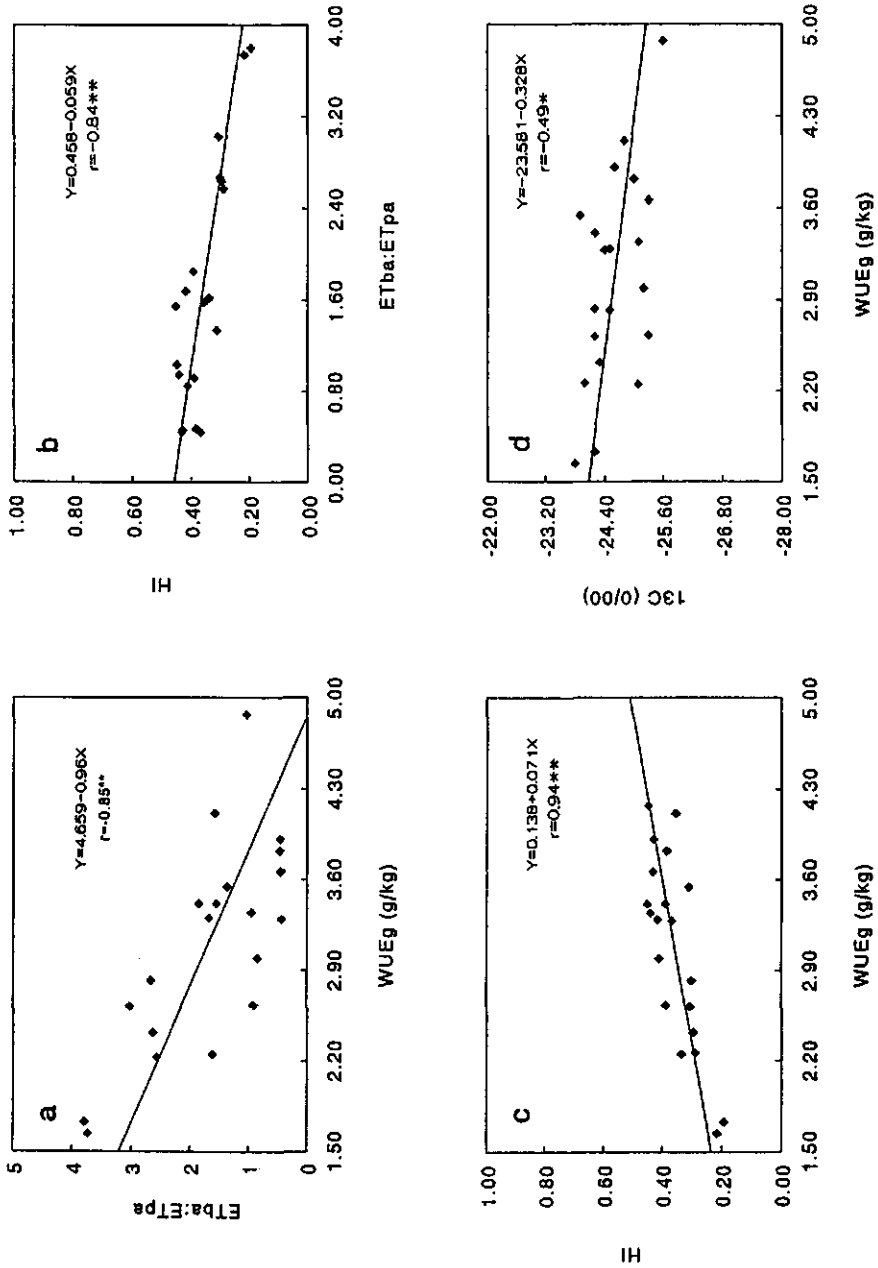 a
Y=4.659-0.96X
r=-0.85**
ETba:ETpa
5
4
3
2
1
0
1.50
2.20
2.90
3.60
4.30
5.00
WUEg (g/kg)
b
Y=0.458-0.059X
r=-0.84**
HI
1.00
0.80
0.60
0.40
0.20
0.00
0.00
0.80
1.60
2.40
3.20
4.00
ETba:ETpa
c
Y=0.138+0.071X
r=0.94**
HI
1.00
0.80
0.60
0.40
0.20
0.00
1.50
2.20
2.90
3.60
4.30
5.00
WUEg (g/kg)
d
Y=-23.581-0.328X
r=-0.49*
13C (0/00)
-22.00
-23.20
-24.40
-25.60
-26.80
-28.00
1.50
2.20
2.90
3.60
4.30
5.00
WUEg (g/kg)